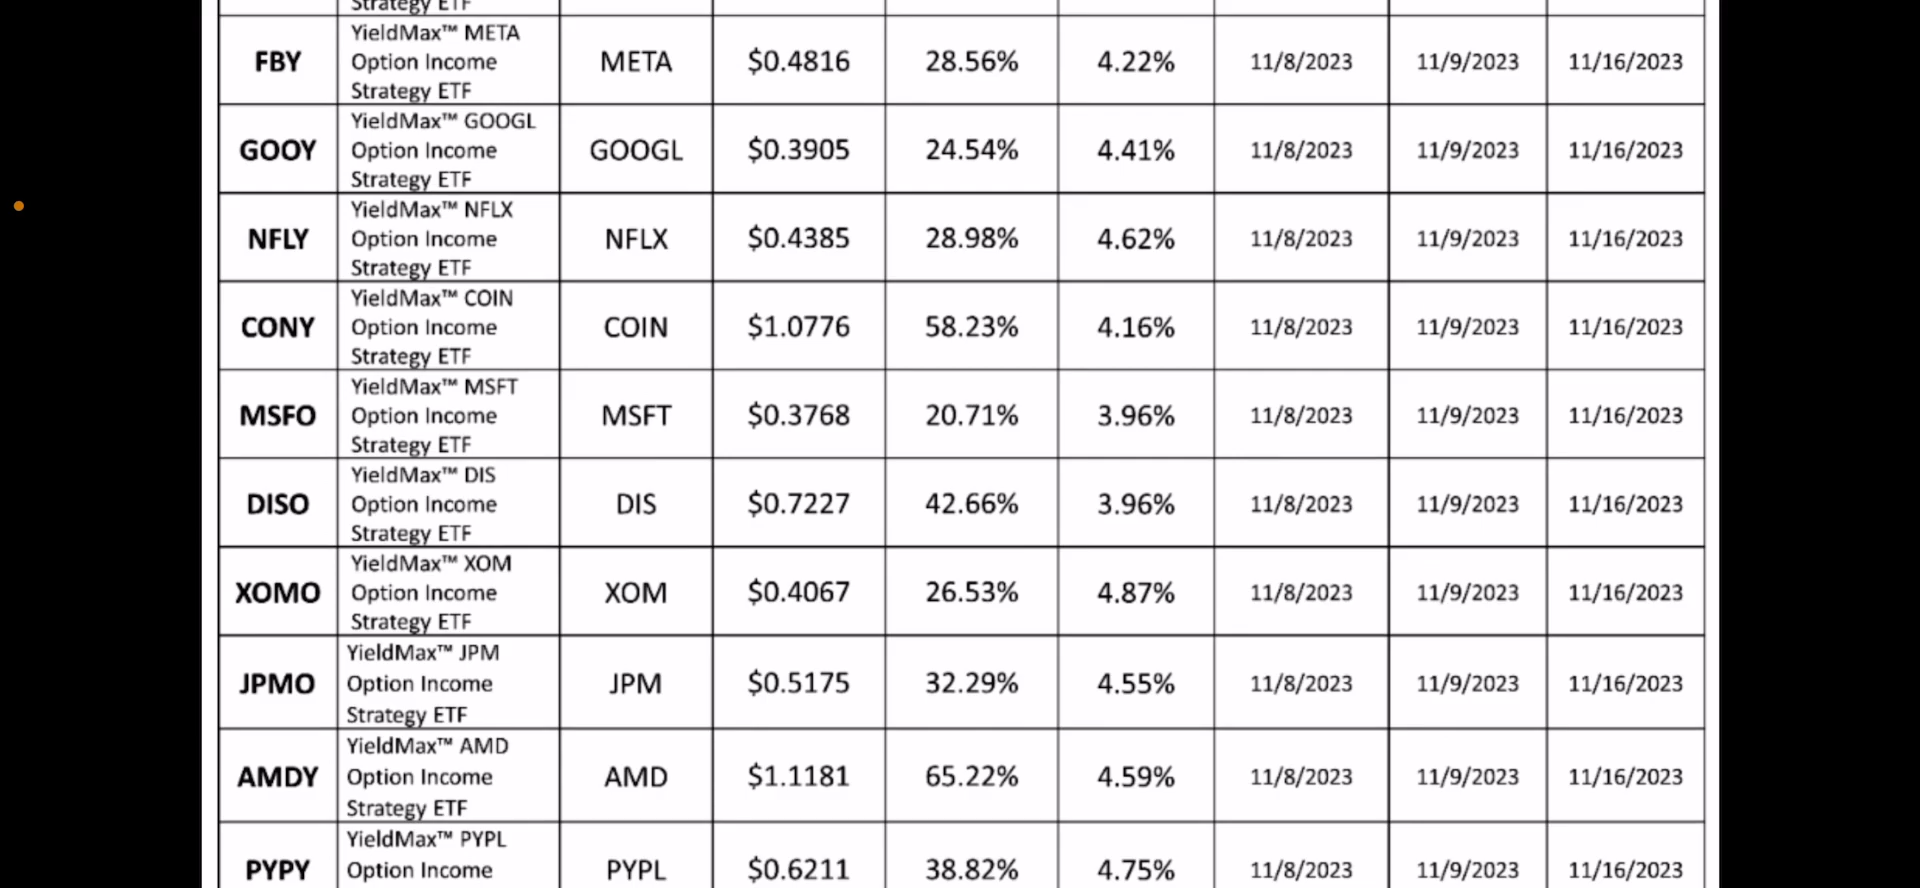 Strategy ETF
FBY YieldMax™ META Option Income Strategy ETF META $0.4816 28.56% 4.22% 11/8/2023 11/9/2023 11/16/2023
GOOY YieldMax™ GOOGL Option Income Strategy ETF GOOGL $0.3905 24.54% 4.41% 11/8/2023 11/9/2023 11/16/2023
NFLY YieldMax™ NFLX Option Income Strategy ETF NFLX $0.4385 28.98% 4.62% 11/8/2023 11/9/2023 11/16/2023
CONY YieldMax™ COIN Option Income Strategy ETF COIN $1.0776 58.23% 4.16% 11/8/2023 11/9/2023 11/16/2023
MSFO YieldMax™ MSFT Option Income Strategy ETF MSFT $0.3768 20.71% 3.96% 11/8/2023 11/9/2023 11/16/2023
DISO YieldMax™ DIS Option Income Strategy ETF DIS $0.7227 42.66% 3.96% 11/8/2023 11/9/2023 11/16/2023
XOMO YieldMax™ XOM Option Income Strategy ETF XOM $0.4067 26.53% 4.87% 11/8/2023 11/9/2023 11/16/2023
JPMO YieldMax™ JPM Option Income Strategy ETF JPM $0.5175 32.29% 4.55% 11/8/2023 11/9/2023 11/16/2023
AMDY YieldMax™ AMD Option Income Strategy ETF AMD $1.1181 65.22% 4.59% 11/8/2023 11/9/2023 11/16/2023
PYPY YieldMax™ PYPL Option Income PYPL $0.6211 38.82% 4.75% 11/8/2023 11/9/2023 11/16/2023